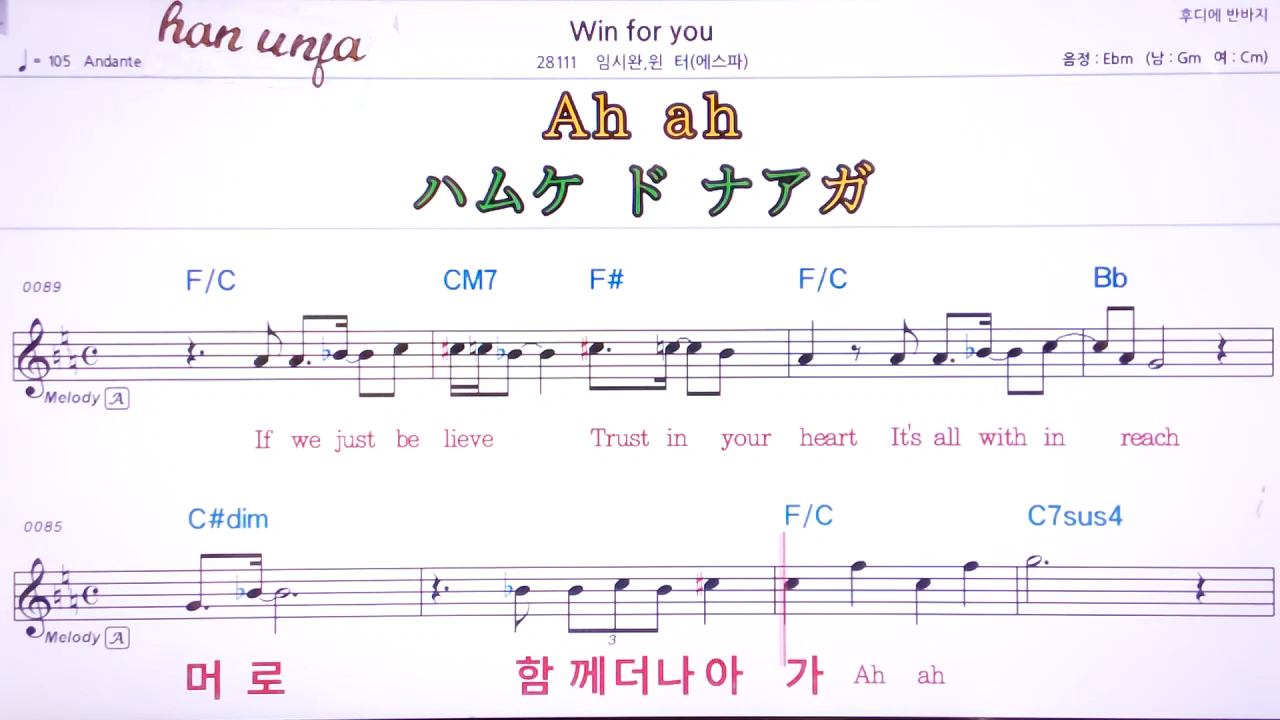 후디에 반바지
han unfa
Win for you
♩= 105 Andante
28111 임시완,윈 터(에스파)
음정 : Ebm (남 : Gm 여 : Cm)
Ah ah
ハムケ ド ナアガ
0089 F/C CM7 F# F/C Bb
Melody A
If we just be lieve Trust in your heart It's all with in reach
0085 C#dim F/C C7sus4
3
Melody A
머 로 함 께더나아 가 Ah ah